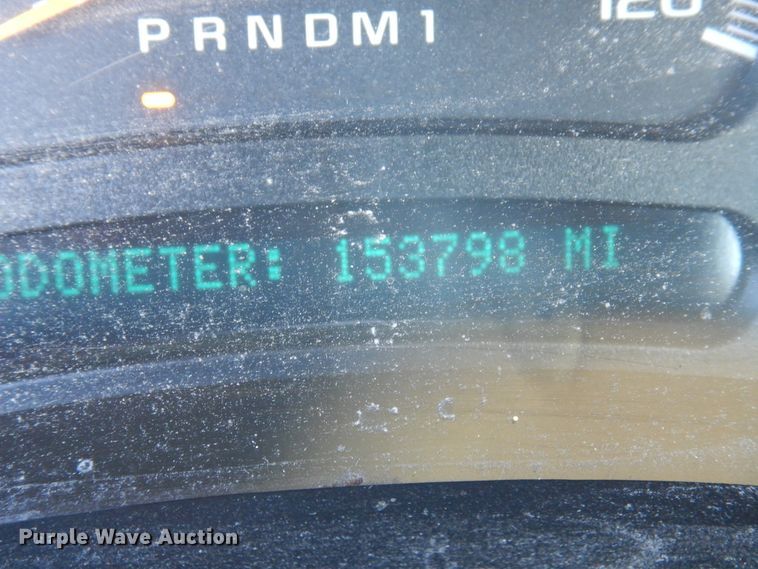 120
PRNDM1
ODOMETER: 153798 MI
Purple Wave Auction